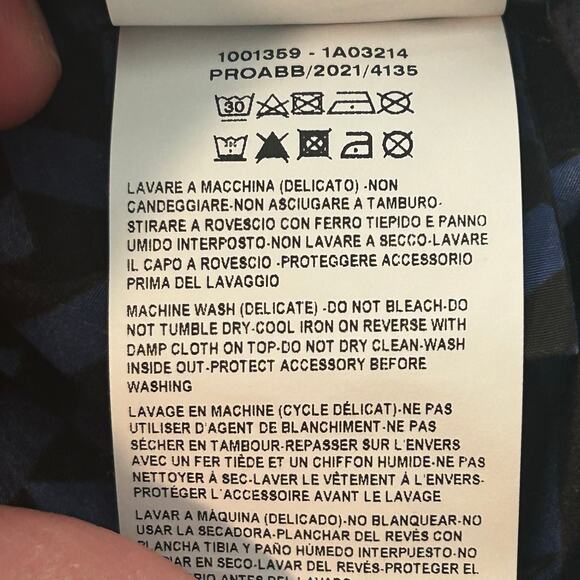 1001359 - 1A03214
PROABB/2021/4135
30
LAVARE A MACCHINA (DELICATO) -NON
CANDEGGIARE-NON ASCIUGARE A TAMBURO-
STIRARE A ROVESCIO CON FERRO TIEPIDO E PANNO
UMIDO INTERPOSTO-NON LAVARE A SECCO-LAVARE
IL CAPO A ROVESCIO -PROTEGGERE ACCESSORIO
PRIMA DEL LAVAGGIO
MACHINE WASH (DELICATE) -DO NOT BLEACH-DO
NOT TUMBLE DRY-COOL IRON ON REVERSE WITH
DAMP CLOTH ON TOP-DO NOT DRY CLEAN-WASH
INSIDE OUT-PROTECT ACCESSORY BEFORE
WASHING
LAVAGE EN MACHINE (CYCLE DÉLICAT)-NE PAS
UTILISER D'AGENT DE BLANCHIMENT-NE PAS
SÉCHER EN TAMBOUR-REPASSER SUR L'ENVERS
AVEC UN FER TIÈDE ET UN CHIFFON HUMIDE-NE PAS
NETTOYER À SEC-LAVER LE VÊTEMENT À L'ENVERS-
PROTÉGER L'ACCESSOIRE AVANT LE LAVAGE
LAVAR A MÁQUINA (DELICADO)-NO BLANQUEAR-NO
USAR LA SECADORA-PLANCHAR DEL REVÉS CON
PLANCHA TIBIA Y PAÑO HÚMEDO INTERPUESTO-NO
AR EN SECO-LAVAR DEL REVÉS-PROTEGER EL
RIO ANTES DEL LAVADO